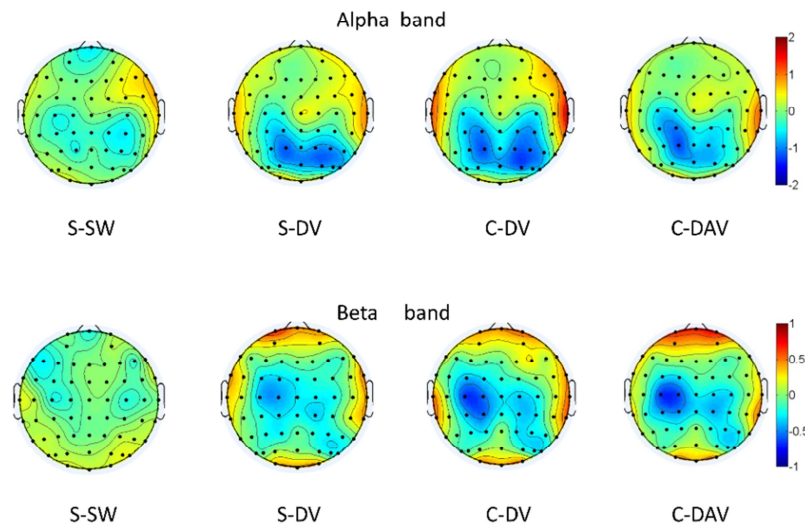 Alpha band
2
1
0
-1
-2
S-SW S-DV C-DV C-DAV
Beta band
1
0.5
0
-0.5
-1
S-SW S-DV C-DV C-DAV